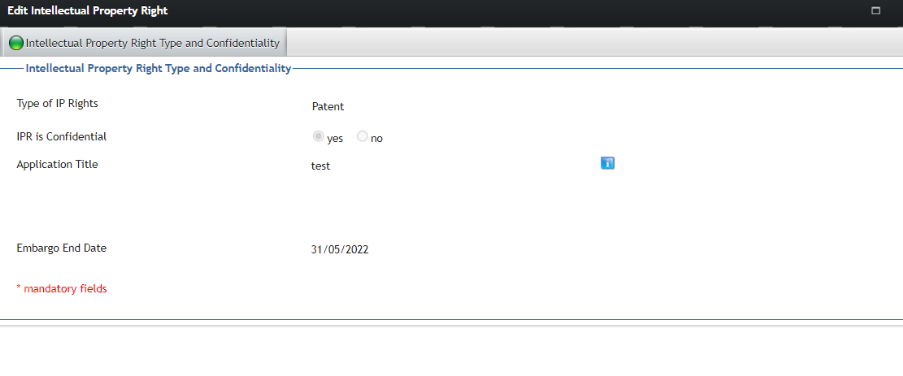 Edit Intellectual Property Right
Intellectual Property Right Type and Confidentiality
Intellectual Property Right Type and Confidentiality
Type of IP Rights Patent
IPR is Confidential yes no
Application Title test
Embargo End Date 31/05/2022
* mandatory fields